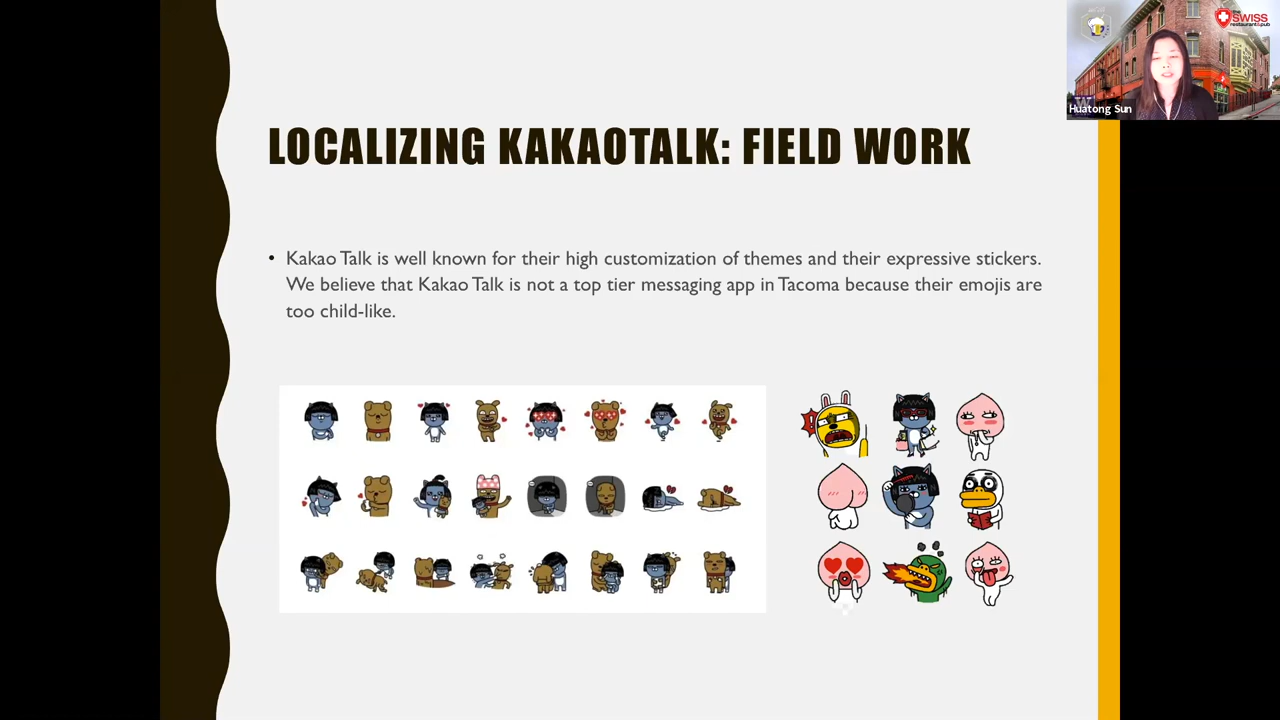 SWISS
restaurant&pub
Huatong Sun
LOCALIZING KAKAOTALK: FIELD WORK
• Kakao Talk is well known for their high customization of themes and their expressive stickers.
We believe that Kakao Talk is not a top tier messaging app in Tacoma because their emojis are
too child-like.